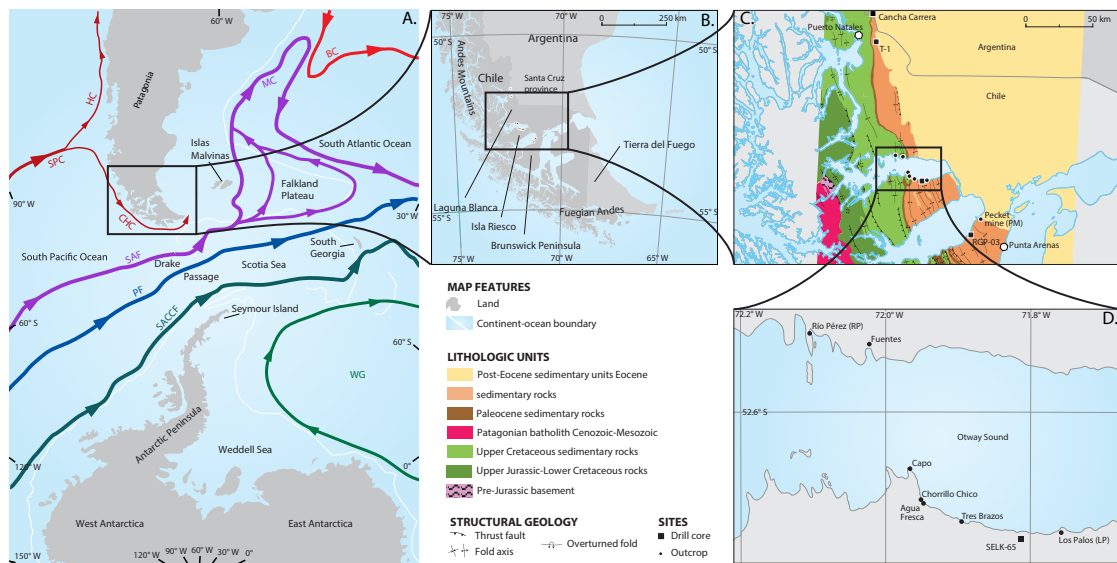 A.
60° W
BC
MC
HC
Patagonia
SPC
CHC
Islas
Malvinas
South Atlantic Ocean
Falkland
Plateau
90° W
30° W
South Pacific Ocean
SAF
Drake
Passage
PF
Scotia Sea
South
Georgia
SACCF
Seymour Island
60° S
60° S
WG
Antarctic Peninsula
Weddell Sea
120° W
0°
West Antarctica
East Antarctica
150° W
120° W
90° W
60° W
30° W
0°
B.
75° W
70° W
0
250 km
50° S
50° S
Argentina
Andes Mountains
Chile
Santa Cruz
province
Tierra del Fuego
Laguna Blanca
Isla Riesco
Brunswick Peninsula
Fuegian Andes
55° S
55° S
75° W
70° W
65° W
C.
Cancha Carrera
0
50 km
Puerto Natales
T-1
Argentina
Chile
Pecket
mine (PM)
RGP-03
Punta Arenas
MAP FEATURES
Land
Continent-ocean boundary
LITHOLOGIC UNITS
Post-Eocene sedimentary units Eocene
sedimentary rocks
Paleocene sedimentary rocks
Patagonian batholith Cenozoic-Mesozoic
Upper Cretaceous sedimentary rocks
Upper Jurassic-Lower Cretaceous rocks
Pre-Jurassic basement
STRUCTURAL GEOLOGY
Thrust fault
Fold axis
Overturned fold
SITES
Drill core
Outcrop
D.
72.2° W
72.0° W
71.8° W
Río Pérez (RP)
Fuentes
52.6° S
Otway Sound
Capo
Chorrillo Chico
Agua
Fresca
Tres Brazos
SELK-65
Los Palos (LP)